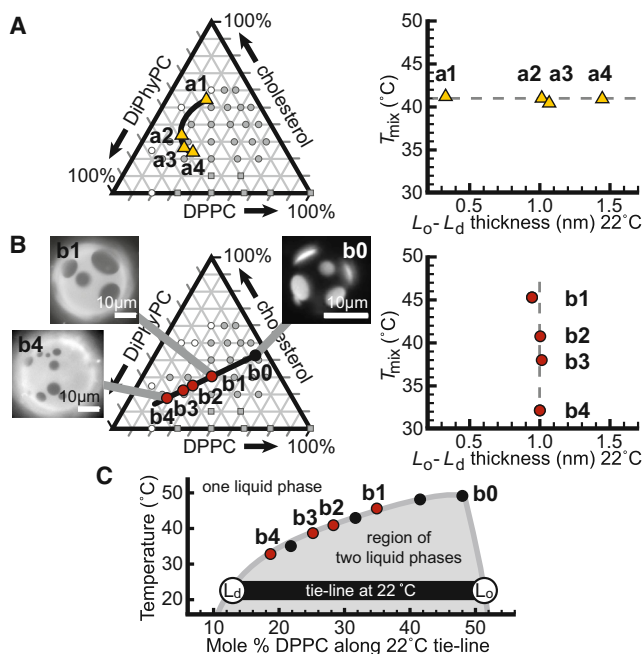 A
100%
DiPhyPC
cholesterol
a1
a2
a3
a4
100%
DPPC
100%
50
45
40
35
30
Tmix (˚C)
a1 a2 a3 a4
0.5 1.0 1.5
Lo- Ld thickness (nm) 22˚C
B
b1
10μm
b4
10μm
b0
10μm
100%
DiPhyPC
cholesterol
b0
b1
b2
b3
b4
100%
DPPC
100%
50
45
40
35
30
Tmix (˚C)
b1
b2
b3
b4
0.5 1.0 1.5
Lo- Ld thickness (nm) 22˚C
C
Temperature (˚C)
50
40
30
20
one liquid phase
b4
b3
b2
b1
b0
region of
two liquid phases
Ld
tie-line at 22˚C
Lo
10 20 30 40 50
Mole % DPPC along 22˚C tie-line